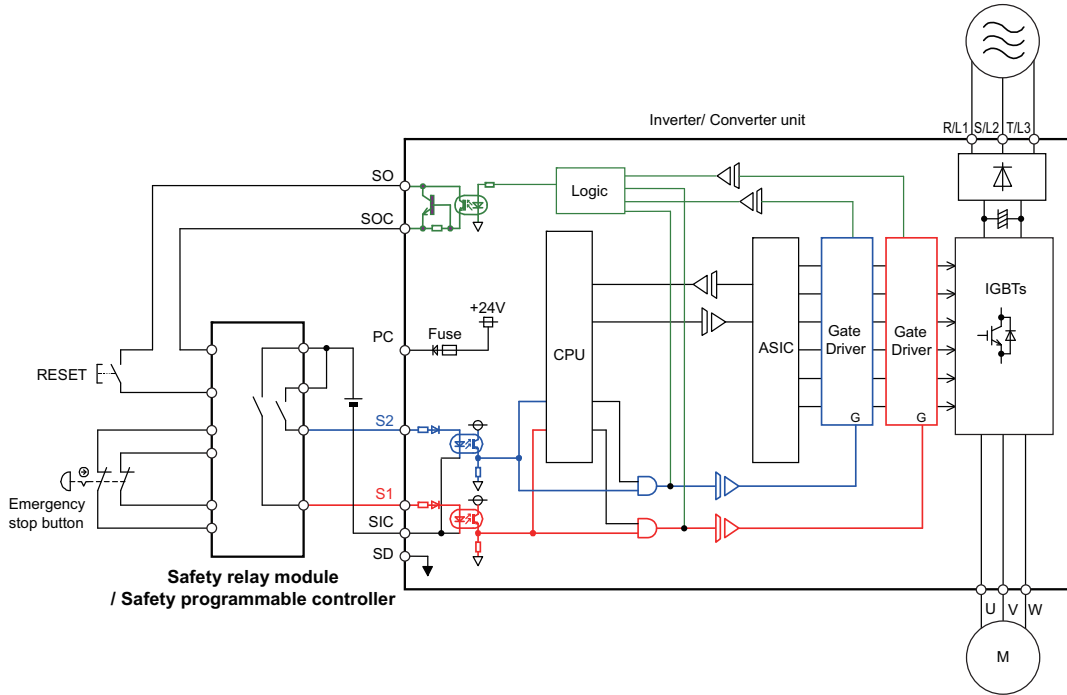 Inverter/ Converter unit
R/L1 S/L2 T/L3
SO
Logic
SOC
+24V
PC
Fuse
IGBTs
CPU
ASIC
Gate
Driver
Gate
Driver
RESET
S2
G
G
Emergency
stop button
S1
SIC
SD
Safety relay module
/ Safety programmable controller
U V W
M